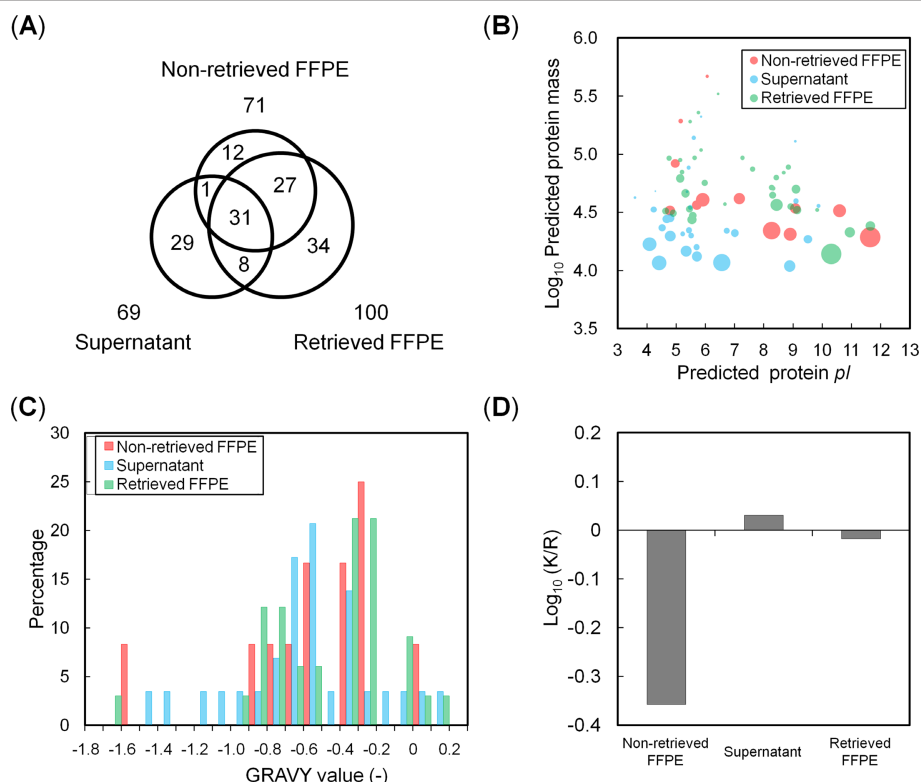 (A)
Non-retrieved FFPE
71
12
1
27
31
29
8
34
69
100
Supernatant
Retrieved FFPE
(B)
Log10 Predicted protein mass
6.0
5.5
5.0
4.5
4.0
3.5
Non-retrieved FFPE
Supernatant
Retrieved FFPE
3 4 5 6 7 8 9 10 11 12 13
Predicted protein pI
(C)
Percentage
30
25
20
15
10
5
0
Non-retrieved FFPE
Supernatant
Retrieved FFPE
-1.8 -1.6 -1.4 -1.2 -1.0 -0.8 -0.6 -0.4 -0.2 0 0.2
GRAVY value (-)
(D)
Log10 (K/R)
0.2
0.1
0
-0.1
-0.2
-0.3
-0.4
Non-retrieved
FFPE
Supernatant
Retrieved
FFPE